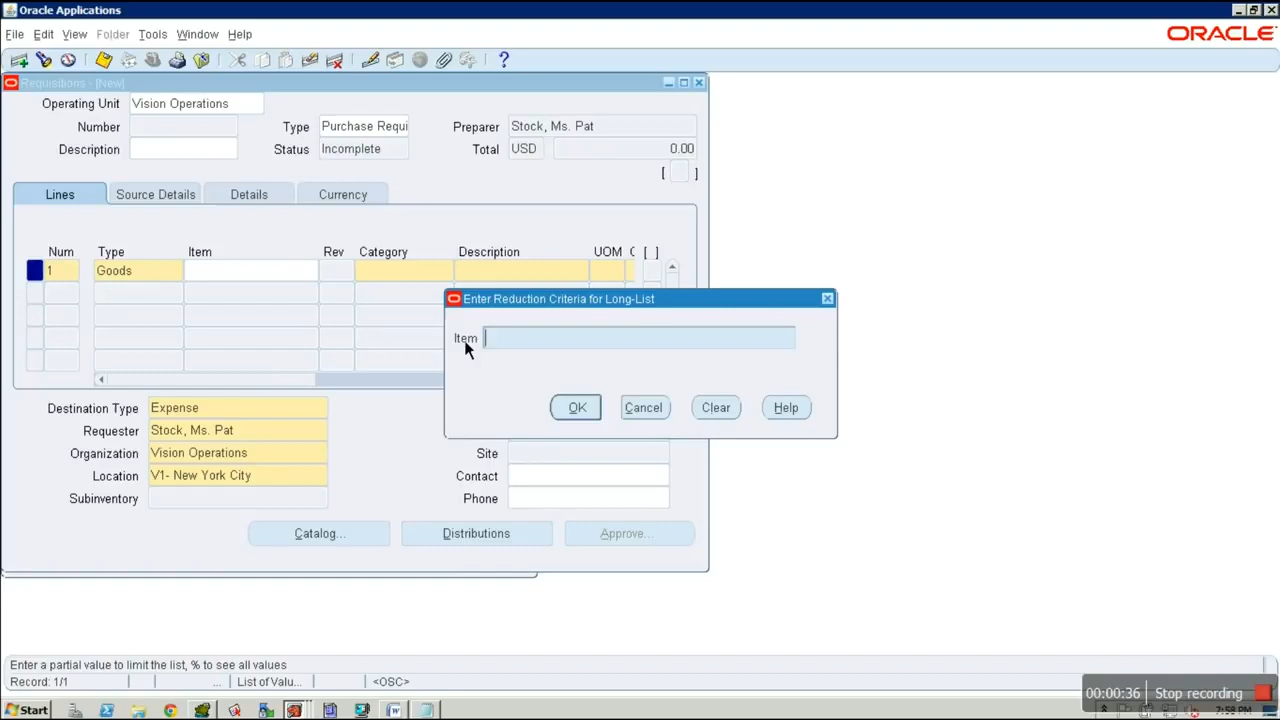 Oracle Applications
File Edit View Folder Tools Window Help
ORACLE
Requisitions - [New]
Operating Unit Vision Operations
Number Type Purchase Requi Preparer Stock, Ms. Pat
Description Status Incomplete Total USD 0.00
[ ]
Lines Source Details Details Currency
Num Type Item Rev Category Description UOM [ ]
1 Goods
Enter Reduction Criteria for Long-List
Item
OK Cancel Clear Help
Destination Type Expense
Requester Stock, Ms. Pat
Organization Vision Operations
Site
Location V1- New York City
Contact
Subinventory
Phone
Catalog... Distributions Approve...
Enter a partial value to limit the list, % to see all values
Record: 1/1 ... List of Valu... <OSC>
00:00:36 Stop recording
Start 7:58 PM